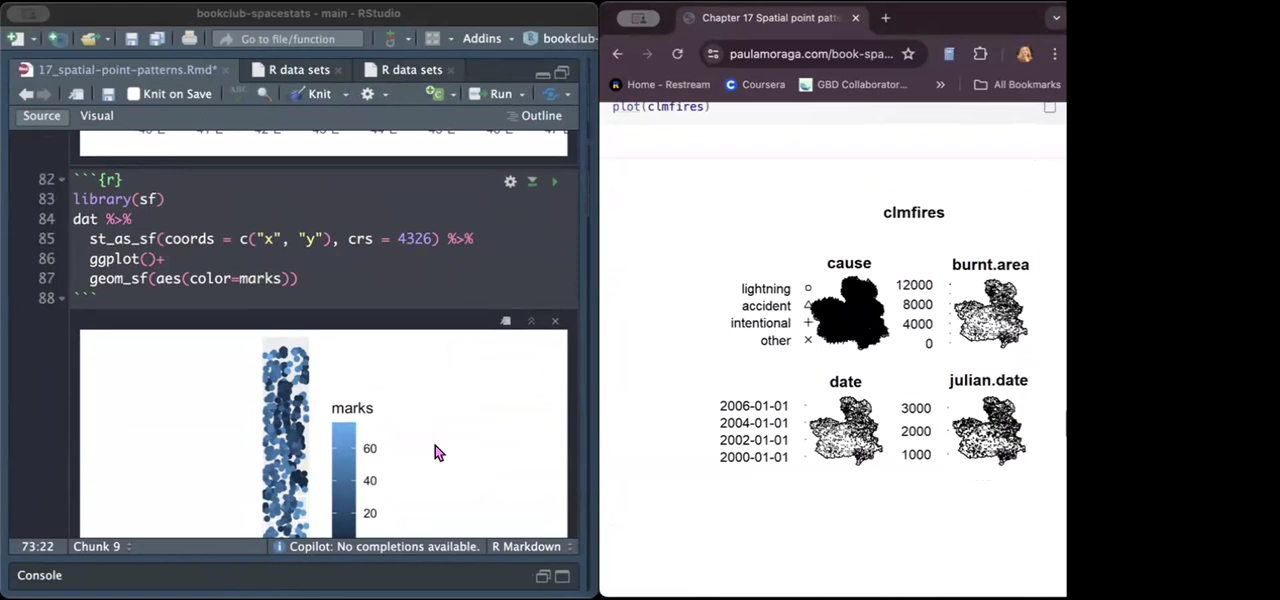 bookclub-spacestats - main - RStudio
Go to file/function
Addins
bookclub-
17_spatial-point-patterns.Rmd*
R data sets
R data sets
Knit on Save
ABC
Knit
Run
Source
Visual
Outline
82 ```{r}
83 library(sf)
84 dat %>%
85 st_as_sf(coords = c("x", "y"), crs = 4326) %>%
86 ggplot()+
87 geom_sf(aes(color=marks))
88 ```
marks
60
40
20
73:22
Chunk 9
Copilot: No completions available.
R Markdown
Console
Chapter 17 Spatial point patt
paulamoraga.com/book-spa...
Home - Restream
Coursera
GBD Collaborator...
»
All Bookmarks
plot(clmfires)
clmfires
cause
lightning
accident
intentional
other
burnt.area
12000
8000
4000
0
date
2006-01-01
2004-01-01
2002-01-01
2000-01-01
julian.date
3000
2000
1000